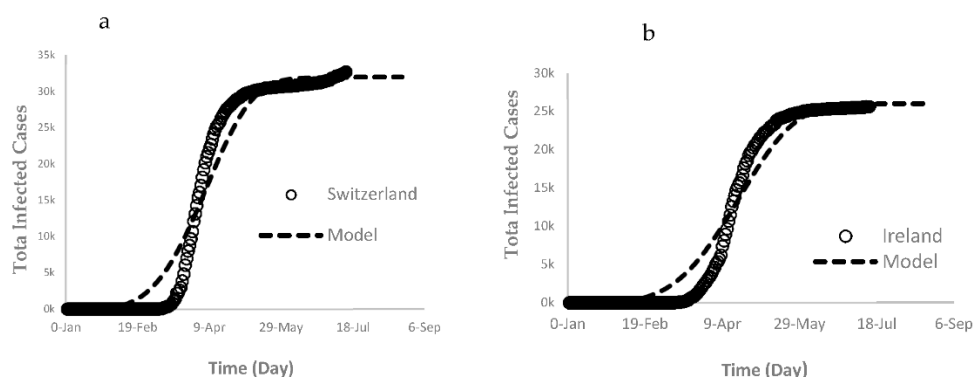 a
35k
30k
25k
20k
15k
10k
5k
0k
Tota Infected Cases
Switzerland
Model
0-Jan 19-Feb 9-Apr 29-May 18-Jul 6-Sep
Time (Day)
b
30k
25k
20k
15k
10k
5k
0k
Tota Infected Cases
Ireland
Model
0-Jan 19-Feb 9-Apr 29-May 18-Jul 6-Sep
Time (Day)